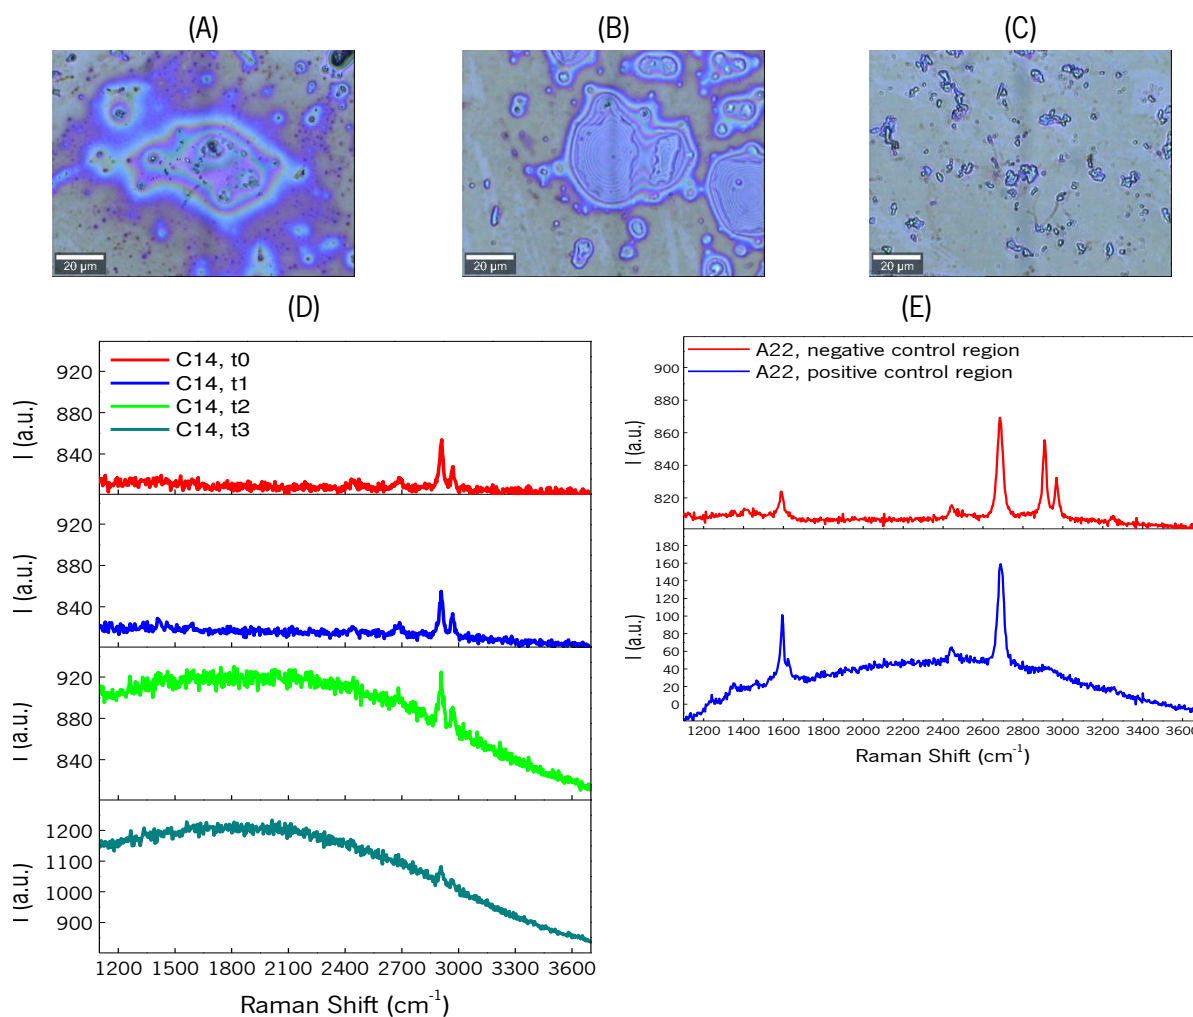 (A)
(B)
(C)
20 µm
20 µm
20 µm
(D)
(E)
C14, t0
C14, t1
C14, t2
C14, t3
I (a.u.)
920
880
840
I (a.u.)
920
880
840
I (a.u.)
920
880
840
I (a.u.)
1200
1100
1000
900
1200 1500 1800 2100 2400 2700 3000 3300 3600
Raman Shift (cm⁻¹)
A22, negative control region
A22, positive control region
I (a.u.)
900
880
860
840
820
I (a.u.)
180
160
140
120
100
80
60
40
20
0
1200 1400 1600 1800 2000 2200 2400 2600 2800 3000 3200 3400 3600
Raman Shift (cm⁻¹)